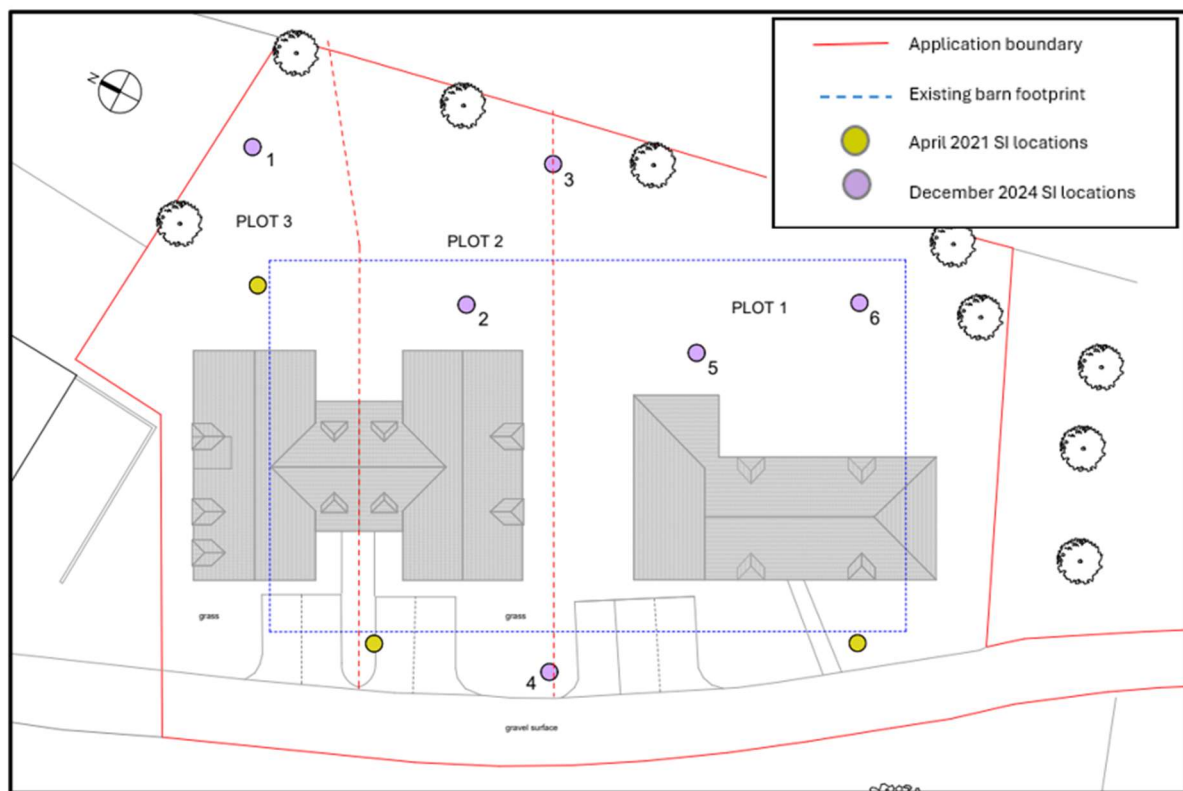 Application boundary
Existing barn footprint
April 2021 SI locations
December 2024 SI locations
N
1
3
PLOT 3
PLOT 2
2
PLOT 1
6
5
grass
grass
4
gravel surface